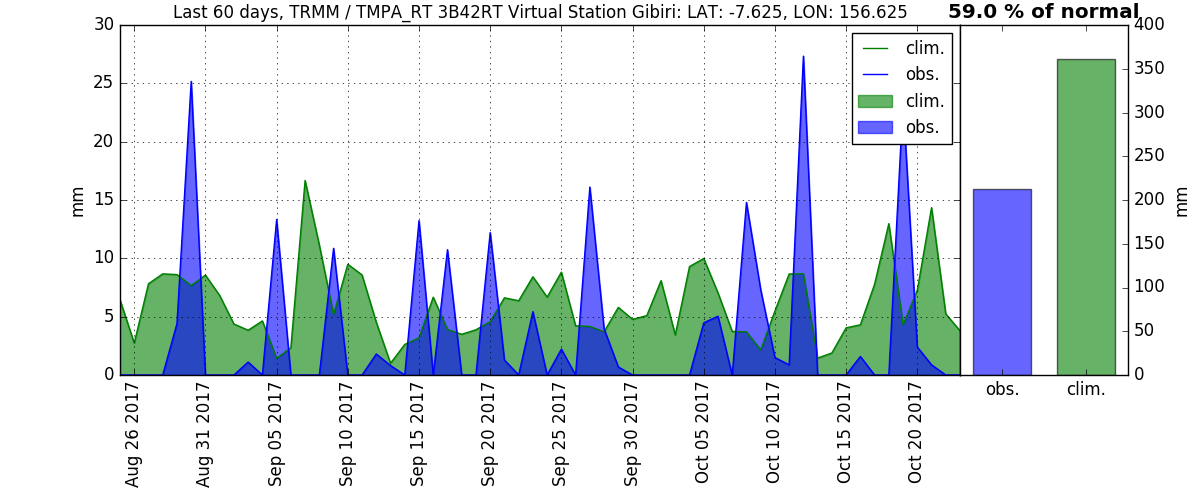 Last 60 days, TRMM / TMPA_RT 3B42RT Virtual Station Gibiri: LAT: -7.625, LON: 156.625
59.0 % of normal
30
25
20
15
10
5
0
mm
clim.
obs.
clim.
obs.
Aug 26 2017
Aug 31 2017
Sep 05 2017
Sep 10 2017
Sep 15 2017
Sep 20 2017
Sep 25 2017
Sep 30 2017
Oct 05 2017
Oct 10 2017
Oct 15 2017
Oct 20 2017
400
350
300
250
200
150
100
50
0
mm
obs.
clim.